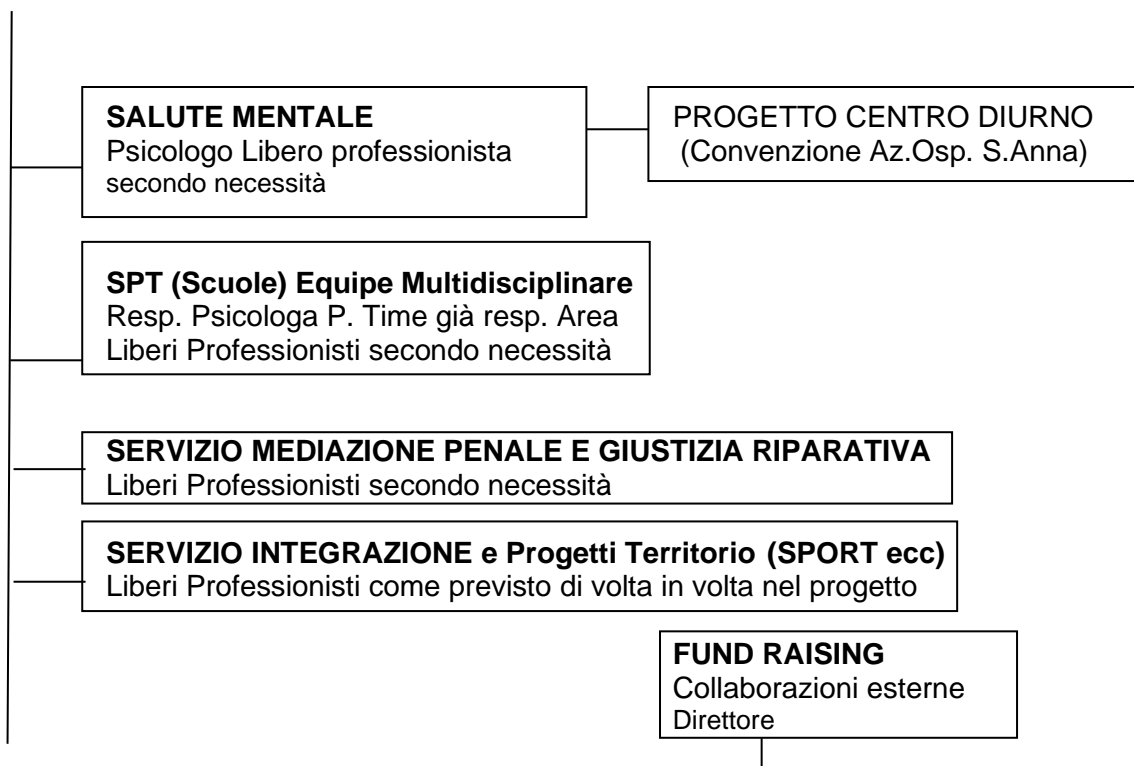 SALUTE MENTALE
Psicologo Libero professionista
secondo necessità
PROGETTO CENTRO DIURNO
(Convenzione Az.Osp. S.Anna)
SPT (Scuole) Equipe Multidisciplinare
Resp. Psicologa P. Time già resp. Area
Liberi Professionisti secondo necessità
SERVIZIO MEDIAZIONE PENALE E GIUSTIZIA RIPARATIVA
Liberi Professionisti secondo necessità
SERVIZIO INTEGRAZIONE e Progetti Territorio (SPORT ecc)
Liberi Professionisti come previsto di volta in volta nel progetto
FUND RAISING
Collaborazioni esterne
Direttore